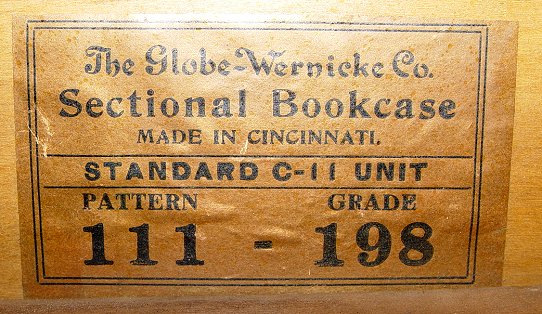 The Globe-Wernicke Co.
Sectional Bookcase
MADE IN CINCINNATI.
STANDARD C-11 UNIT
PATTERN GRADE
111 - 198